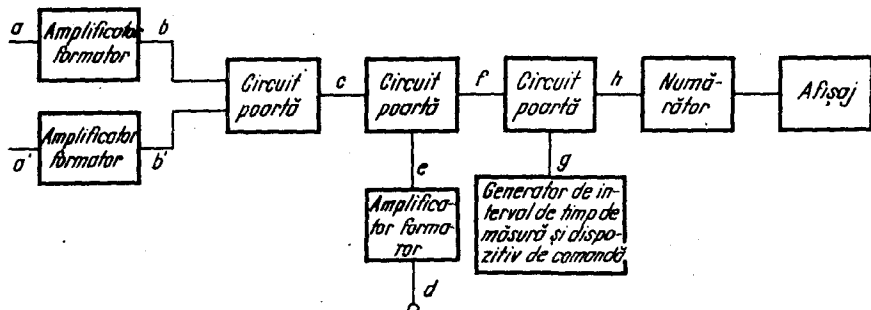 a
Amplificator
formator
b
Circuit
poartă
c
Circuit
poartă
f
Circuit
poartă
h
Numă-
rător
Afișaj
a'
Amplificator
formator
b'
e
Amplifica-
tor forma-
ror
d
g
Generator de in-
terval de timp de
măsură și dispo-
zitiv de comandă